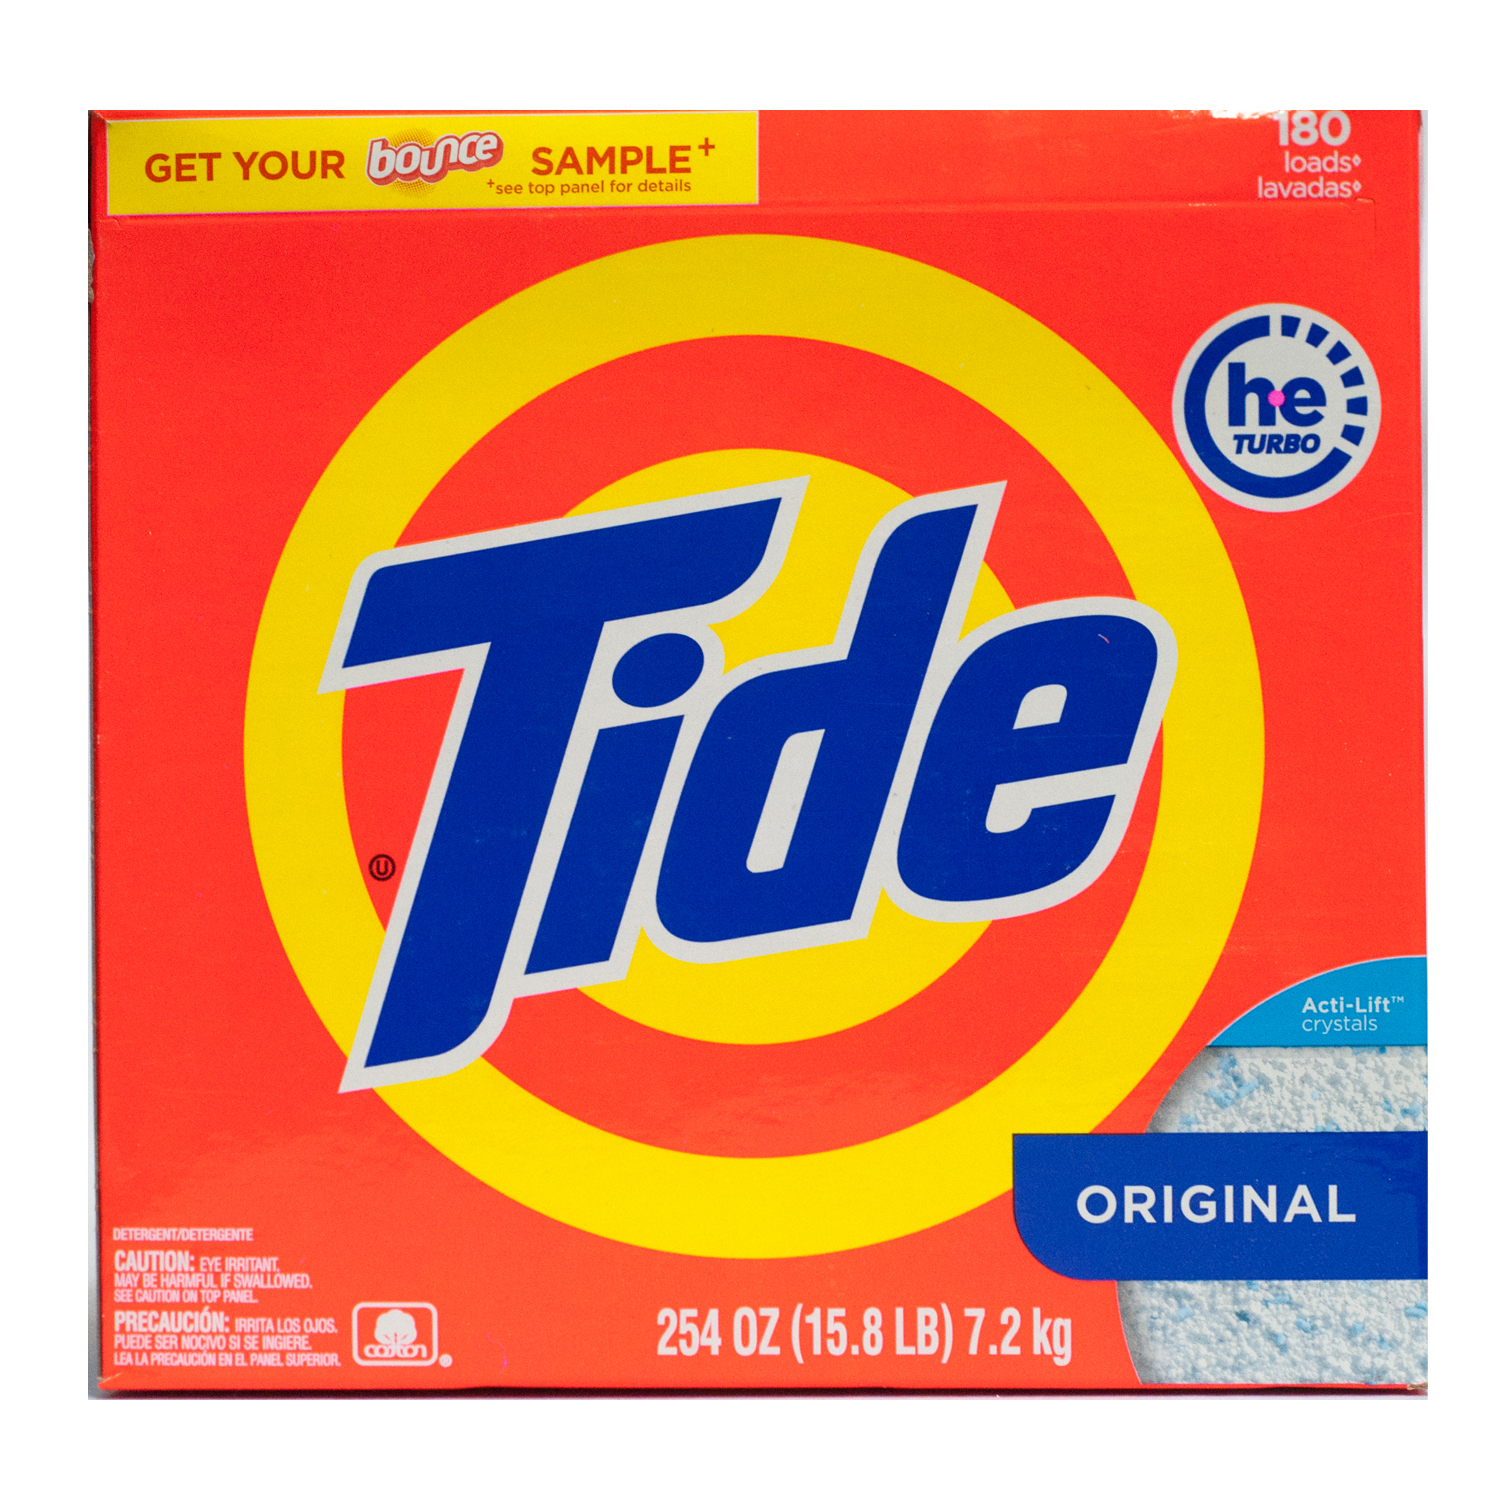 GET YOUR bounce SAMPLE+
+see top panel for details
180
loads◊
lavadas◊
he
TURBO
Tide
U
Acti-Lift™
crystals
ORIGINAL
DETERGENT/DETERGENTE
CAUTION: EYE IRRITANT.
MAY BE HARMFUL IF SWALLOWED.
SEE CAUTION ON TOP PANEL.
PRECAUCIÓN: IRRITA LOS OJOS.
PUEDE SER NOCIVO SI SE INGIERE.
LEA LA PRECAUCIÓN EN EL PANEL SUPERIOR.
cotton®
254 OZ (15.8 LB) 7.2 kg